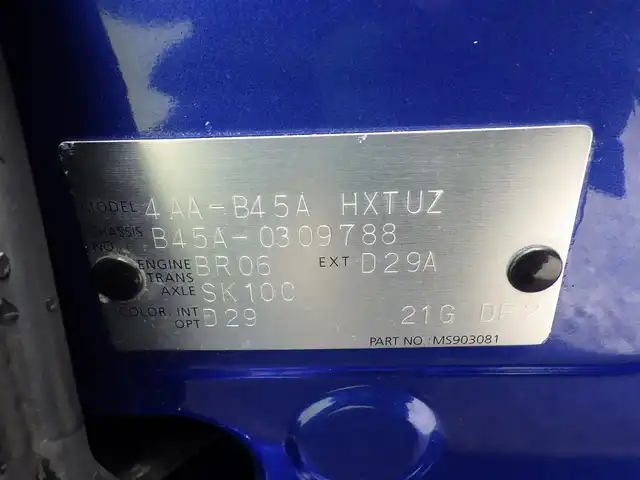 MODEL 4AA-B45A HXTUZ
CHASSIS NO. B45A-0309788
ENGINE BR06 EXT D29A
TRANS AXLE SK10C
COLOR, INT OPT D29 21G
PART NO.:MS903081